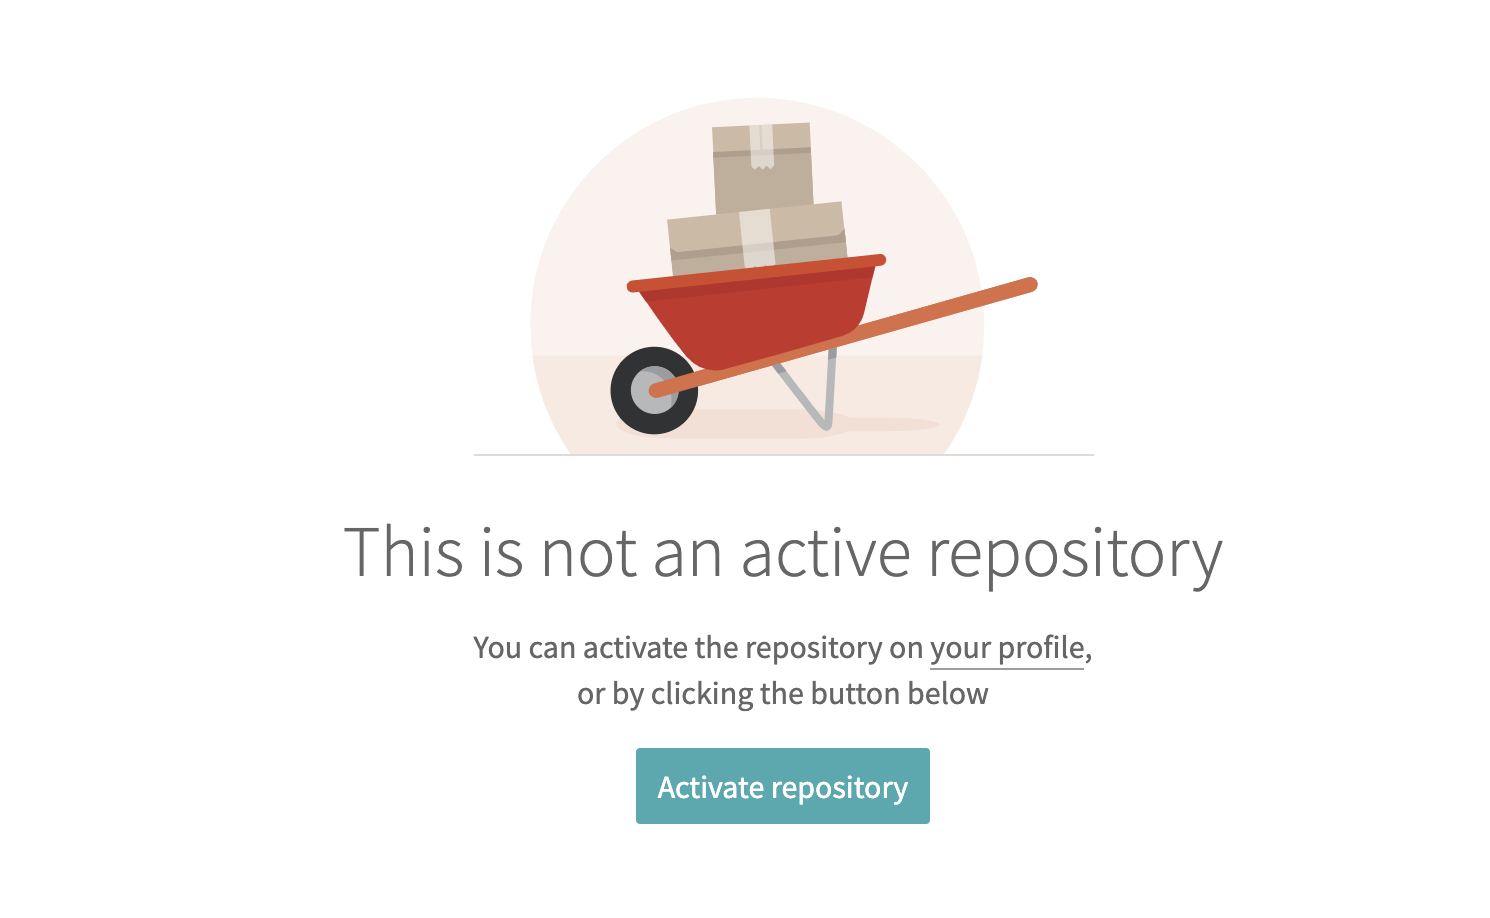 This is not an active repository
You can activate the repository on your profile,
or by clicking the button below
Activate repository